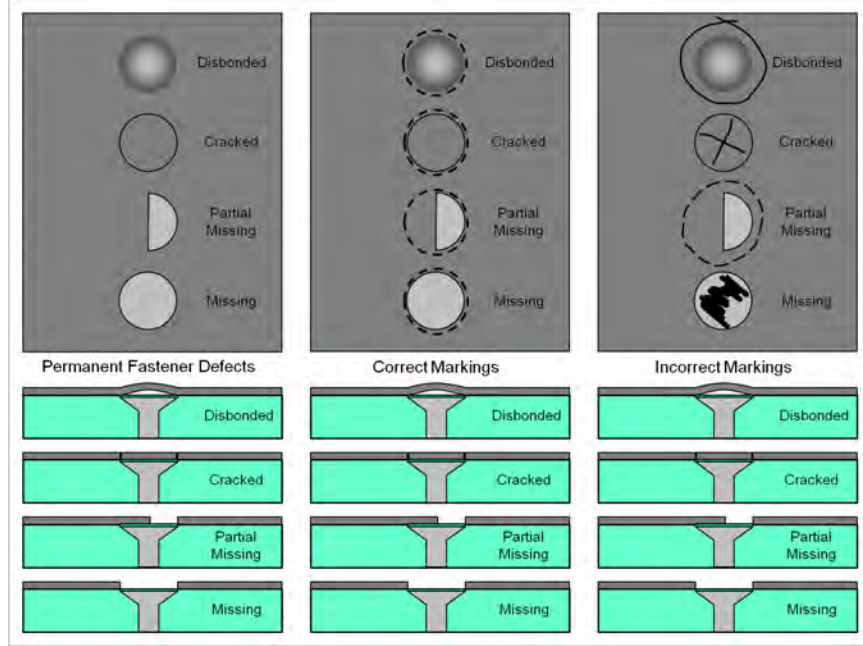 Disbonded
Cracked
Partial
Missing
Missing
Disbonded
Cracked
Partial
Missing
Missing
Disbonded
Cracked
Partial
Missing
Missing
Permanent Fastener Defects
Correct Markings
Incorrect Markings
Disbonded
Disbonded
Disbonded
Cracked
Cracked
Cracked
Partial
Missing
Partial
Missing
Partial
Missing
Missing
Missing
Missing